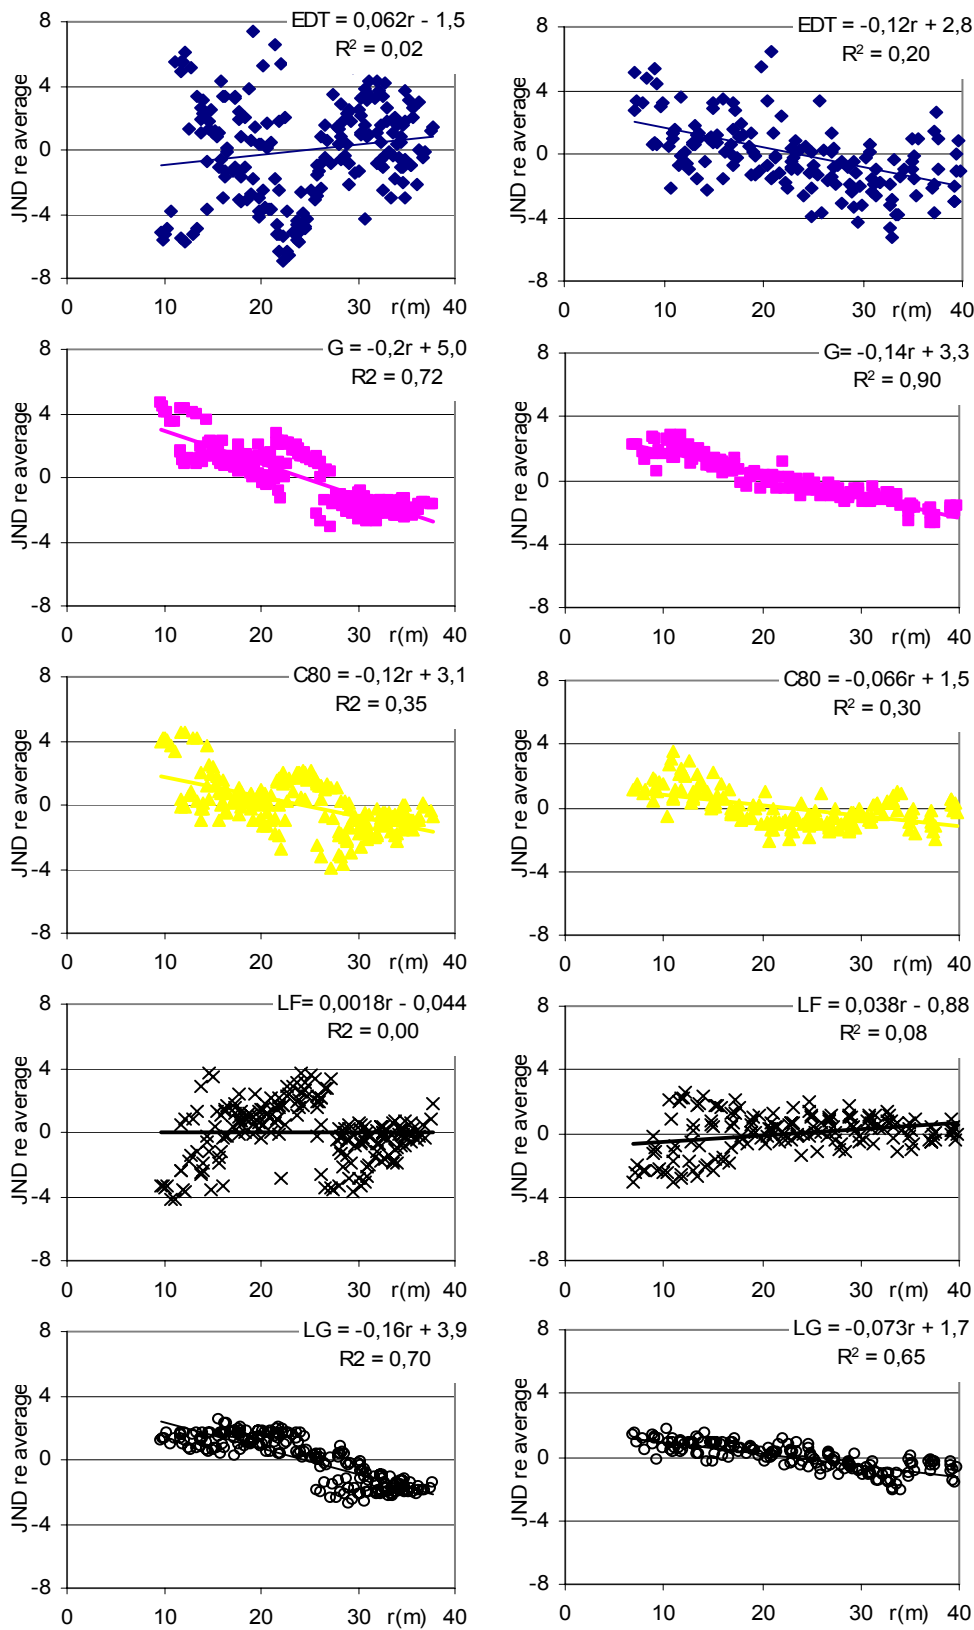 EDT = 0,062r - 1,5
R² = 0,02
JND re average
8
4
0
-4
-8
0 10 20 30 r(m) 40
EDT = -0,12r + 2,8
R² = 0,20
JND re average
8
4
0
-4
-8
0 10 20 30 r(m) 40
G = -0,2r + 5,0
R2 = 0,72
JND re average
8
4
0
-4
-8
0 10 20 30 r(m) 40
G= -0,14r + 3,3
R² = 0,90
JND re average
8
4
0
-4
-8
0 10 20 30 r(m) 40
C80 = -0,12r + 3,1
R2 = 0,35
JND re average
8
4
0
-4
-8
0 10 20 30 r(m) 40
C80 = -0,066r + 1,5
R² = 0,30
JND re average
8
4
0
-4
-8
0 10 20 30 r(m) 40
LF= 0,0018r - 0,044
R2 = 0,00
JND re average
8
4
0
-4
-8
0 10 20 30 r(m) 40
LF = 0,038r - 0,88
R² = 0,08
JND re average
8
4
0
-4
-8
0 10 20 30 r(m) 40
LG = -0,16r + 3,9
R2 = 0,70
JND re average
8
4
0
-4
-8
0 10 20 30 r(m) 40
LG = -0,073r + 1,7
R² = 0,65
JND re average
8
4
0
-4
-8
0 10 20 30 r(m) 40